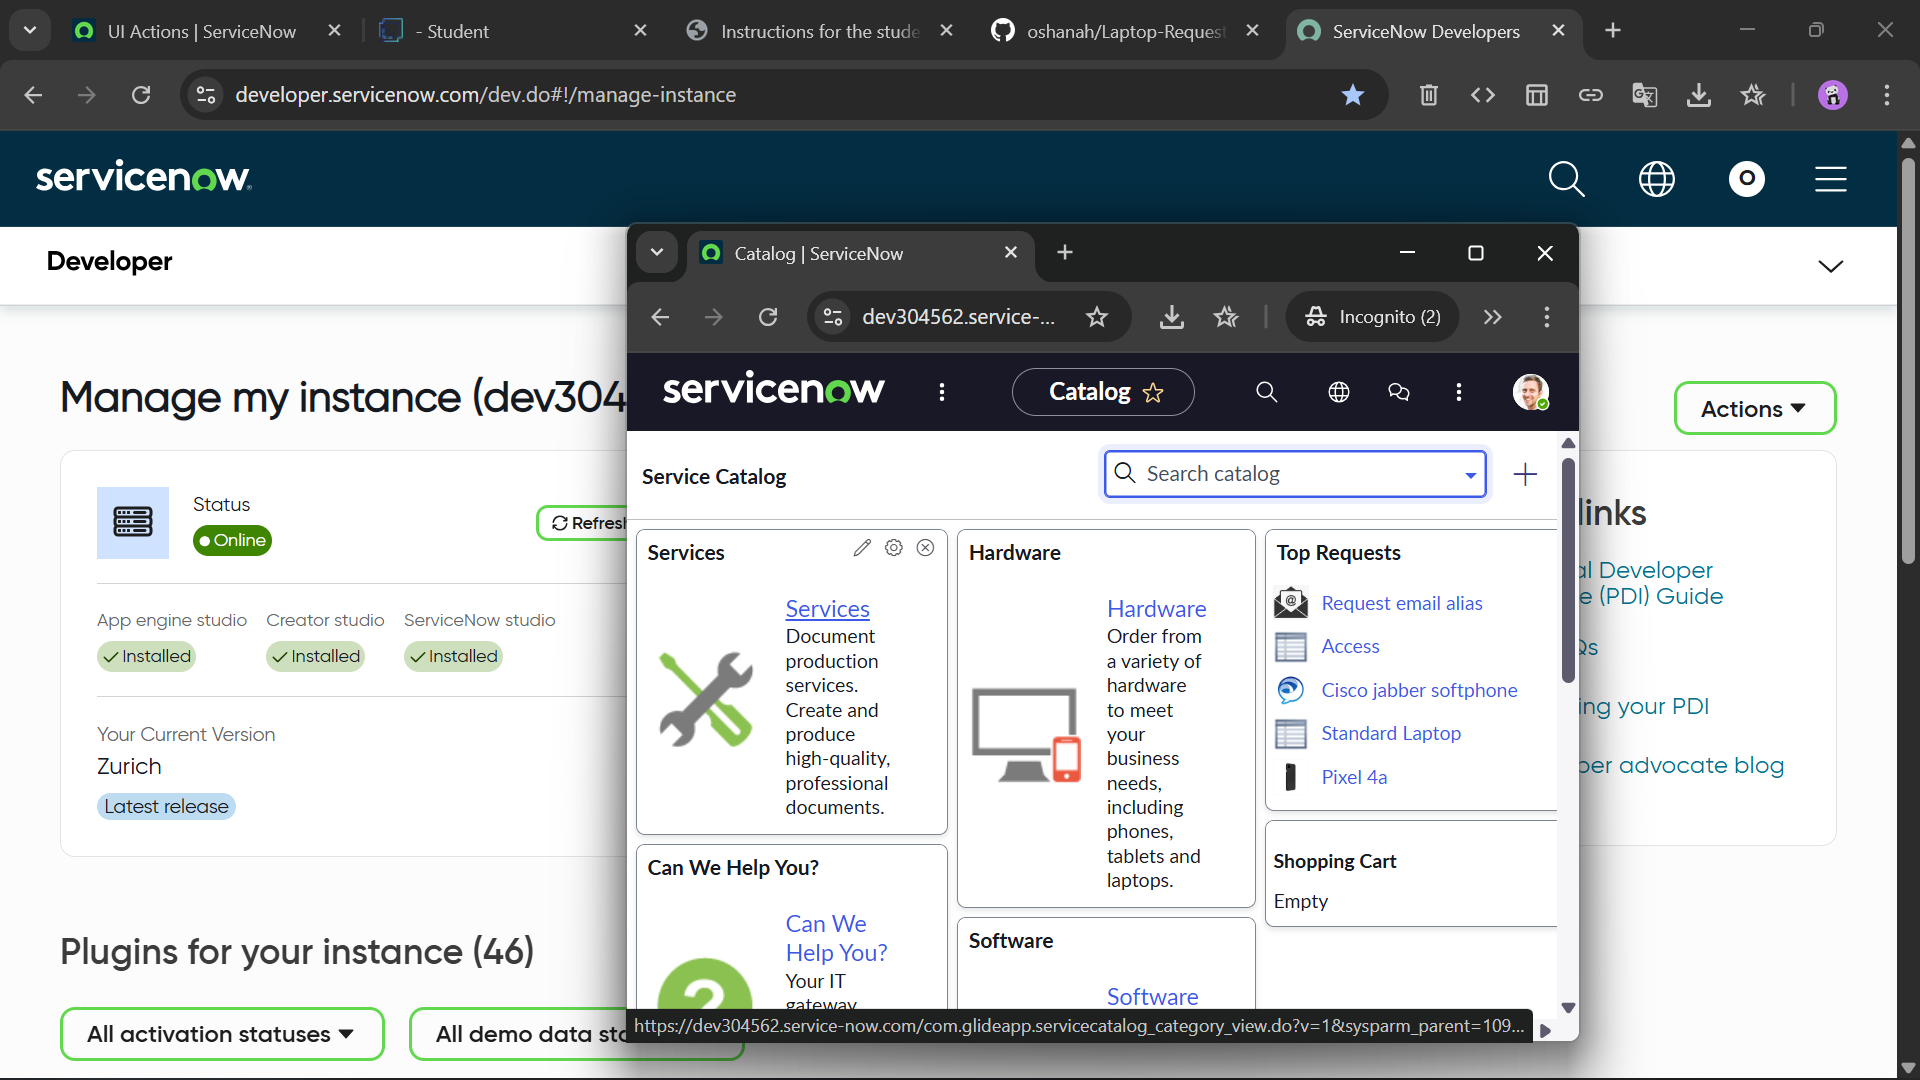 UI Actions | ServiceNow
- Student
Instructions for the stude
oshanah/Laptop-Request
ServiceNow Developers
developer.servicenow.com/dev.do#!/manage-instance
servicenow
O
Developer
Manage my instance (dev304
Actions
Status
Online
Refresh
App engine studio
Creator studio
ServiceNow studio
Installed
Installed
Installed
Your Current Version
Zurich
Latest release
Plugins for your instance (46)
All activation statuses
All demo data sta
links
al Developer
e (PDI) Guide
Qs
ing your PDI
per advocate blog
Catalog | ServiceNow
dev304562.service-...
Incognito (2)
servicenow
Catalog
Service Catalog
Search catalog
Services
Services
Document
production
services.
Create and
produce
high-quality,
professional
documents.
Can We Help You?
Can We
Help You?
Your IT
gateway
Hardware
Hardware
Order from
a variety of
hardware
to meet
your
business
needs,
including
phones,
tablets and
laptops.
Software
Software
Top Requests
Request email alias
Access
Cisco jabber softphone
Standard Laptop
Pixel 4a
Shopping Cart
Empty
https://dev304562.service-now.com/com.glideapp.servicecatalog_category_view.do?v=1&sysparm_parent=109...